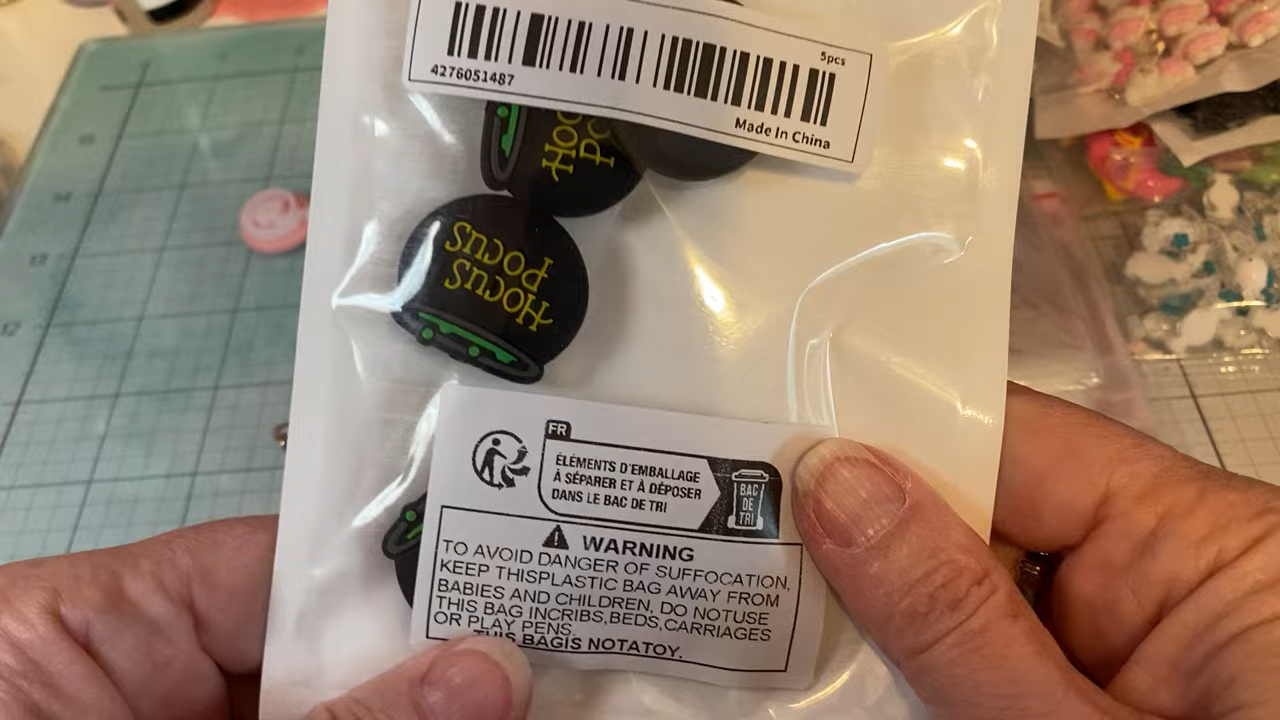 5pcs
4276051487
Made In China
Hocus
Pocus
FR
ÉLÉMENTS D'EMBALLAGE
À SÉPARER ET À DÉPOSER
DANS LE BAC DE TRI
BAC
DE
TRI
WARNING
TO AVOID DANGER OF SUFFOCATION,
KEEP THISPLASTIC BAG AWAY FROM
BABIES AND CHILDREN, DO NOTUSE
THIS BAG INCRIBS,BEDS,CARRIAGES
OR PLAY PENS.
THIS BAGIS NOTATOY.